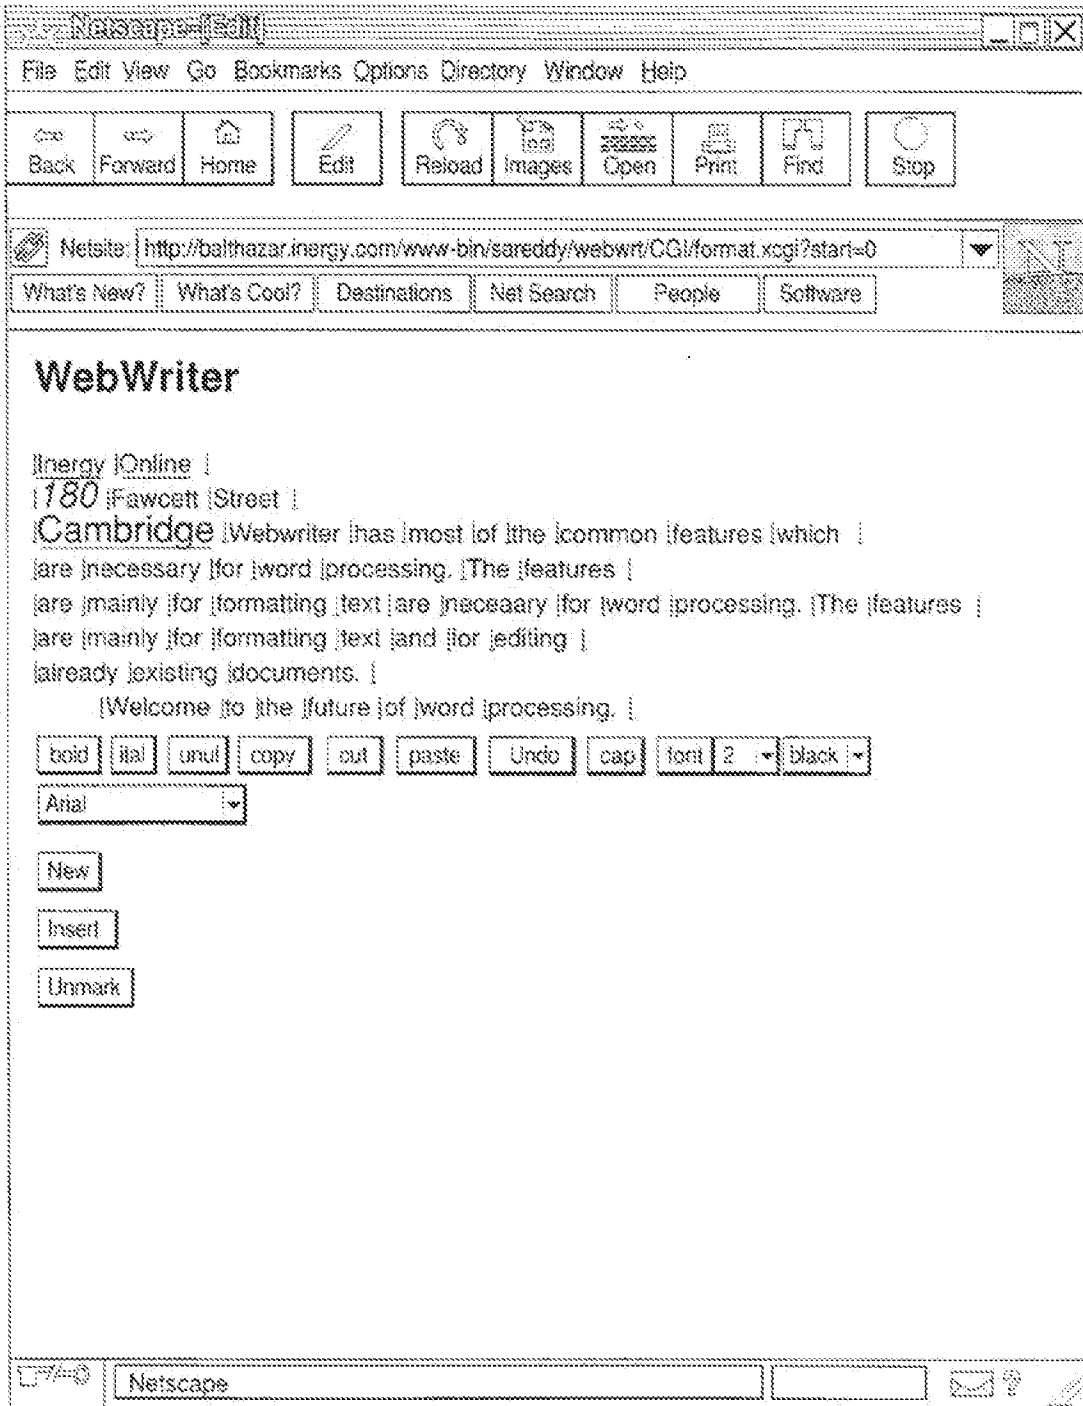 Netscape-[Edit]
File Edit View Go Bookmarks Options Directory Window Help
Back Forward Home Edit Reload Images Open Print Find Stop
Netsite: http://balthazar.inergy.com/www-bin/sareddy/webwrt/CGI/format.xcgi?start=0
N
What's New? What's Cool? Destinations Net Search People Software
WebWriter
|Inergy |Online |
|180 |Fawcett |Street |
|Cambridge |Webwriter |has |most |of |the |common |features |which |
|are |necessary |for |word |processing. |The |features |
|are |mainly |for |formatting |text |are |neceaary |for |word |processing. |The |features |
|are |mainly |for |formatting |text |and |for |editing |
|already |existing |documents. |
|Welcome |to |the |future |of |word |processing. |
bold ital unul copy cut paste Undo cap font 2 black
Arial
New
Insert
Unmark
Netscape
?